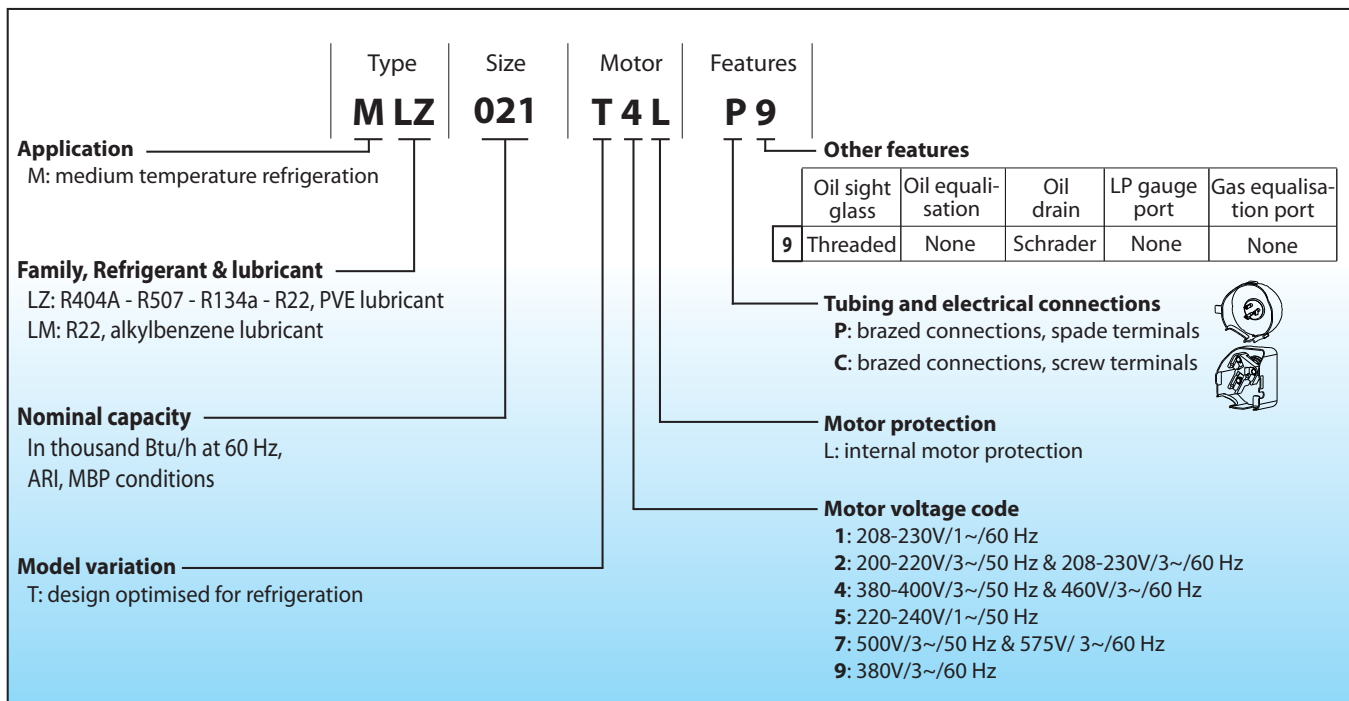 Type Size Motor Features
M LZ 021 T 4 L P 9
Application
M: medium temperature refrigeration
Family, Refrigerant & lubricant
LZ: R404A - R507 - R134a - R22, PVE lubricant
LM: R22, alkylbenzene lubricant
Nominal capacity
In thousand Btu/h at 60 Hz,
ARI, MBP conditions
Model variation
T: design optimised for refrigeration
Other features
Oil sight glass Oil equali- sation Oil drain LP gauge port Gas equalisa- tion port
9 Threaded None Schrader None None
Tubing and electrical connections
P: brazed connections, spade terminals
C: brazed connections, screw terminals
Motor protection
L: internal motor protection
Motor voltage code
1: 208-230V/1~/60 Hz
2: 200-220V/3~/50 Hz & 208-230V/3~/60 Hz
4: 380-400V/3~/50 Hz & 460V/3~/60 Hz
5: 220-240V/1~/50 Hz
7: 500V/3~/50 Hz & 575V/ 3~/60 Hz
9: 380V/3~/60 Hz